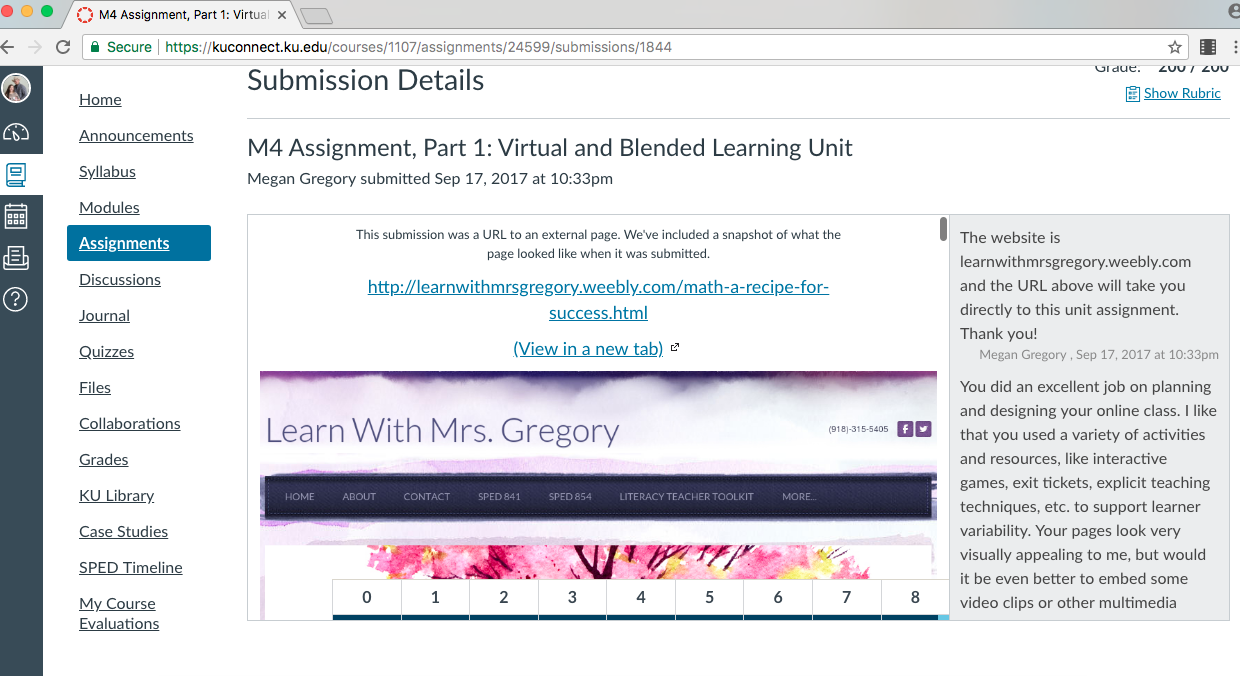 M4 Assignment, Part 1: Virtual
Secure
https://kuconnect.ku.edu/courses/1107/assignments/24599/submissions/1844
Home
Announcements
Syllabus
Modules
Assignments
Discussions
Journal
Quizzes
Files
Collaborations
Grades
KU Library
Case Studies
SPED Timeline
My Course
Evaluations
Submission Details
Grade: 200 / 200
Show Rubric
M4 Assignment, Part 1: Virtual and Blended Learning Unit
Megan Gregory submitted Sep 17, 2017 at 10:33pm
This submission was a URL to an external page. We've included a snapshot of what the
page looked like when it was submitted.
http://learnwithmrsgregory.weebly.com/math-a-recipe-for-
success.html
(View in a new tab)
Learn With Mrs. Gregory
(918)-315-5405
HOME ABOUT CONTACT SPED 841 SPED 854 LITERACY TEACHER TOOLKIT MORE...
0 1 2 3 4 5 6 7 8
The website is
learnwithmrsgregory.weebly.com
and the URL above will take you
directly to this unit assignment.
Thank you!
Megan Gregory , Sep 17, 2017 at 10:33pm
You did an excellent job on planning
and designing your online class. I like
that you used a variety of activities
and resources, like interactive
games, exit tickets, explicit teaching
techniques, etc. to support learner
variability. Your pages look very
visually appealing to me, but would
it be even better to embed some
video clips or other multimedia